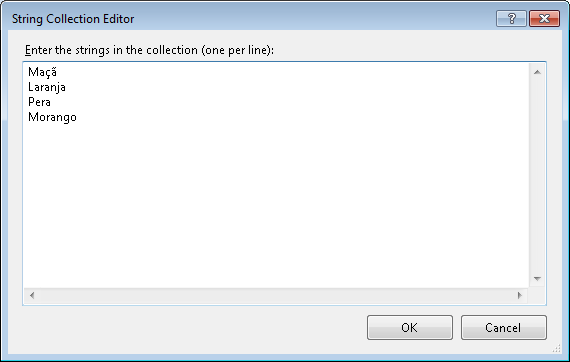 String Collection Editor
Enter the strings in the collection (one per line):
Maçã
Laranja
Pera
Morango
OK
Cancel